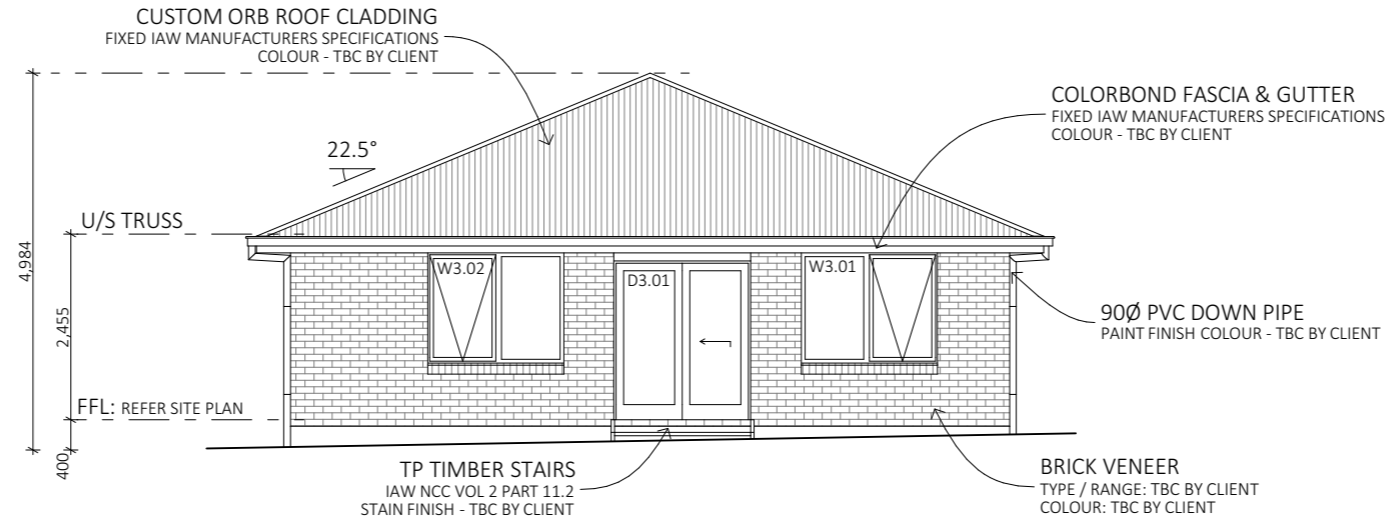 CUSTOM ORB ROOF CLADDING
FIXED IAW MANUFACTURERS SPECIFICATIONS
COLOUR - TBC BY CLIENT
COLORBOND FASCIA & GUTTER
FIXED IAW MANUFACTURERS SPECIFICATIONS
COLOUR - TBC BY CLIENT
22.5°
U/S TRUSS
4,984
2,455
W3.02
D3.01
W3.01
90Ø PVC DOWN PIPE
PAINT FINISH COLOUR - TBC BY CLIENT
FFL: REFER SITE PLAN
400
TP TIMBER STAIRS
IAW NCC VOL 2 PART 11.2
STAIN FINISH - TBC BY CLIENT
BRICK VENEER
TYPE / RANGE: TBC BY CLIENT
COLOUR: TBC BY CLIENT